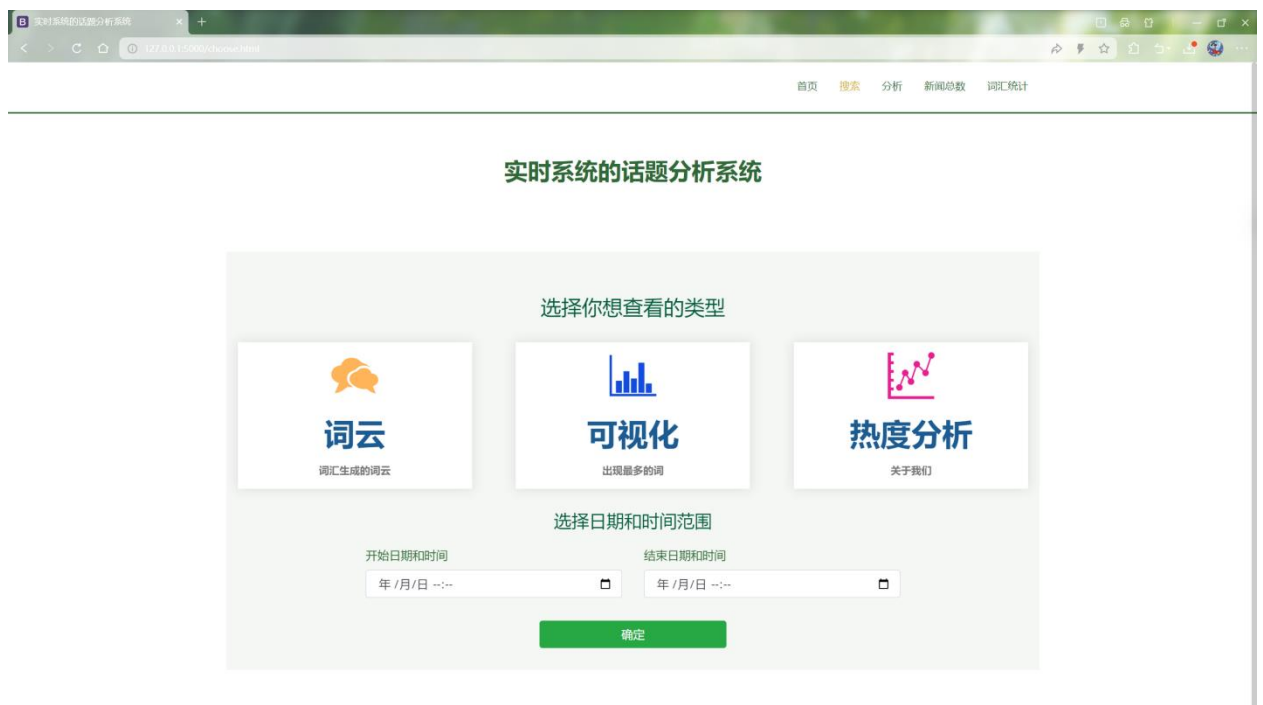 实时系统的话题分析系统
127.0.0.1:5000/choose.html
首页 搜索 分析 新闻总数 词汇统计
实时系统的话题分析系统
选择你想查看的类型
词云 可视化 热度分析
词汇生成的词云 出现最多的词 关于我们
选择日期和时间范围
开始日期和时间 结束日期和时间
年 /月/日 --:-- 年 /月/日 --:--
确定